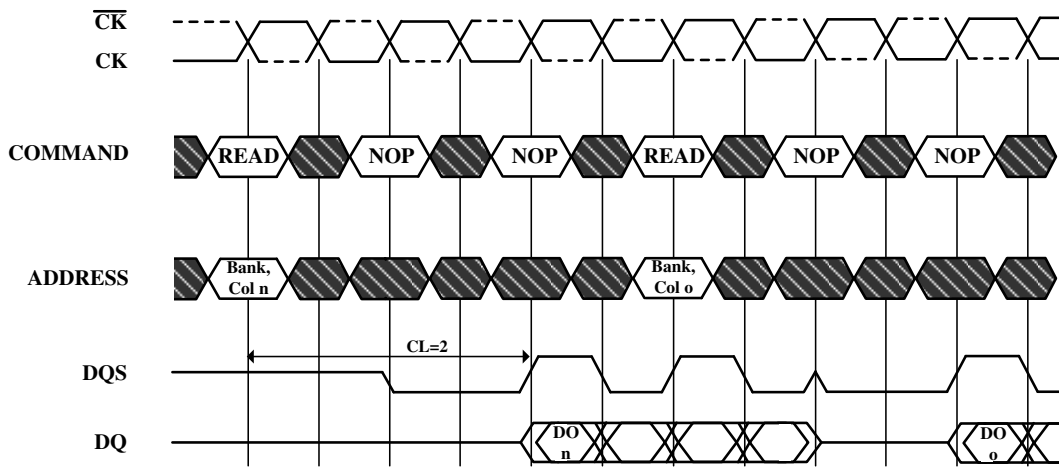 CK
CK
COMMAND READ NOP NOP READ NOP NOP
ADDRESS Bank, Col n Bank, Col o
CL=2
DQS
DQ DO n DO o